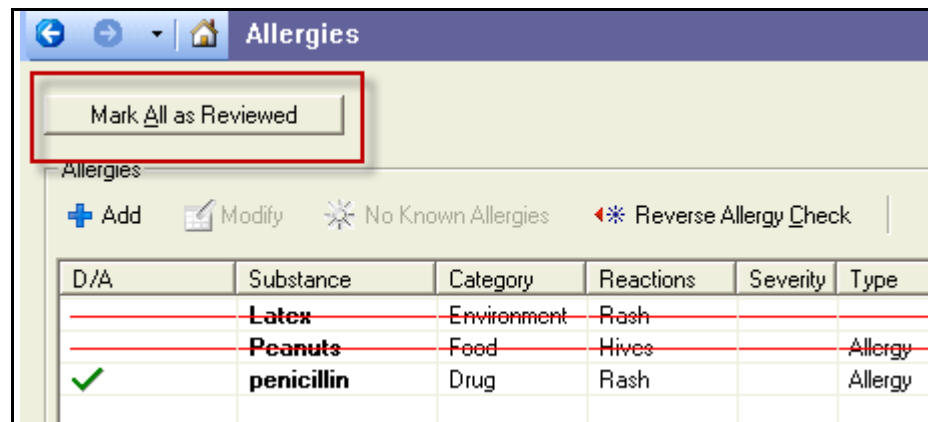 Allergies
Mark All as Reviewed
Allergies
Add Modify No Known Allergies Reverse Allergy Check
D/A Substance Category Reactions Severity Type
Latex Environment Rash
Peanuts Food Hives Allergy
penicillin Drug Rash Allergy